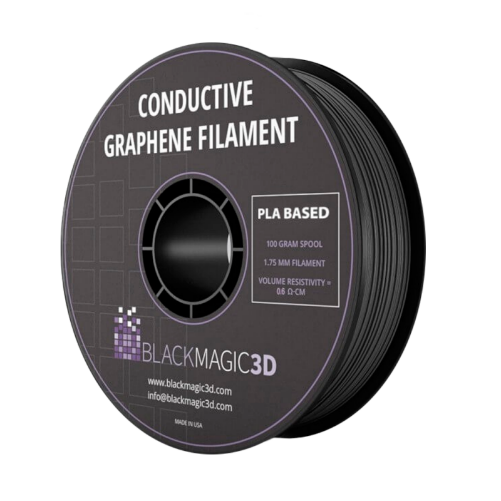 CONDUCTIVE
GRAPHENE FILAMENT
PLA BASED
100 GRAM SPOOL
1.75 MM FILAMENT
VOLUME RESISTIVITY =
0.6 Ω-CM
BLACKMAGIC3D
www.blackmagic3d.com
info@blackmagic3d.com
MADE IN USA